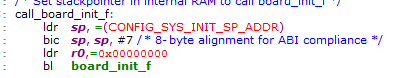 /* Set stackpointer in internal RAM to call board_init_f */
call_board_init_f:
ldr sp, =(CONFIG_SYS_INIT_SP_ADDR)
bic sp, sp, #7 /* 8-byte alignment for ABI compliance */
ldr r0,=0x00000000
bl board_init_f